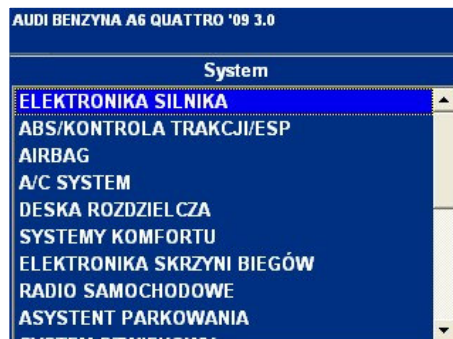 AUDI BENZYNA A6 QUATTRO '09 3.0
System
ELEKTRONIKA SILNIKA
ABS/KONTROLA TRAKCJI/ESP
AIRBAG
A/C SYSTEM
DESKA ROZDZIELCZA
SYSTEMY KOMFORTU
ELEKTRONIKA SKRZYNI BIEGÓW
RADIO SAMOCHODOWE
ASYSTENT PARKOWANIA